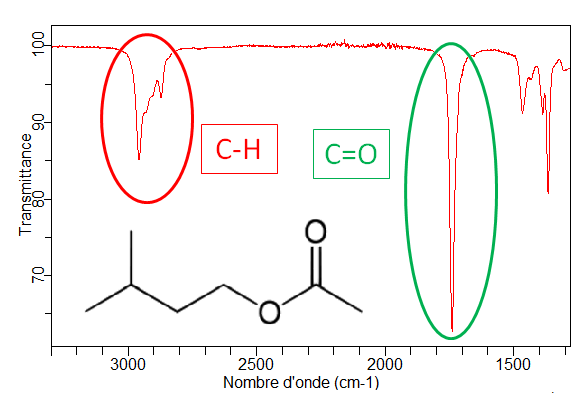 100
90
80
70
Transmittance
C-H
C=O
O
O
3000
2500
2000
1500
Nombre d'onde (cm-1)